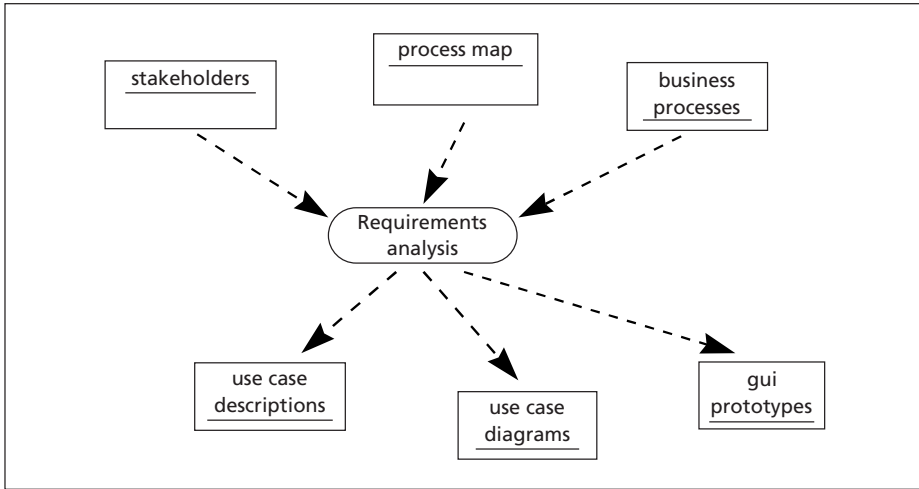 process map
stakeholders
business
processes
Requirements
analysis
use case
descriptions
use case
diagrams
gui
prototypes